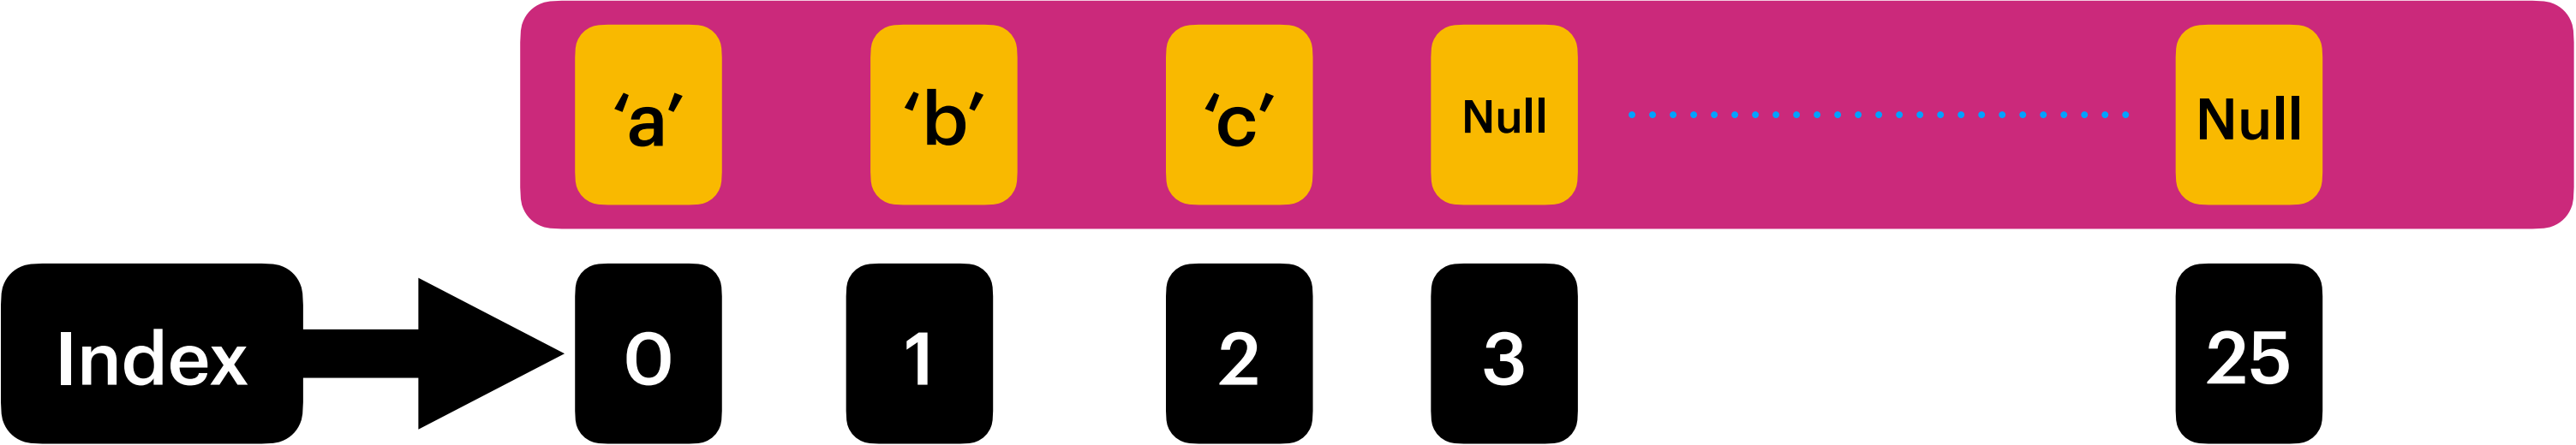 ‘a’ ‘b’ ‘c’ Null Null
Index 0 1 2 3 25